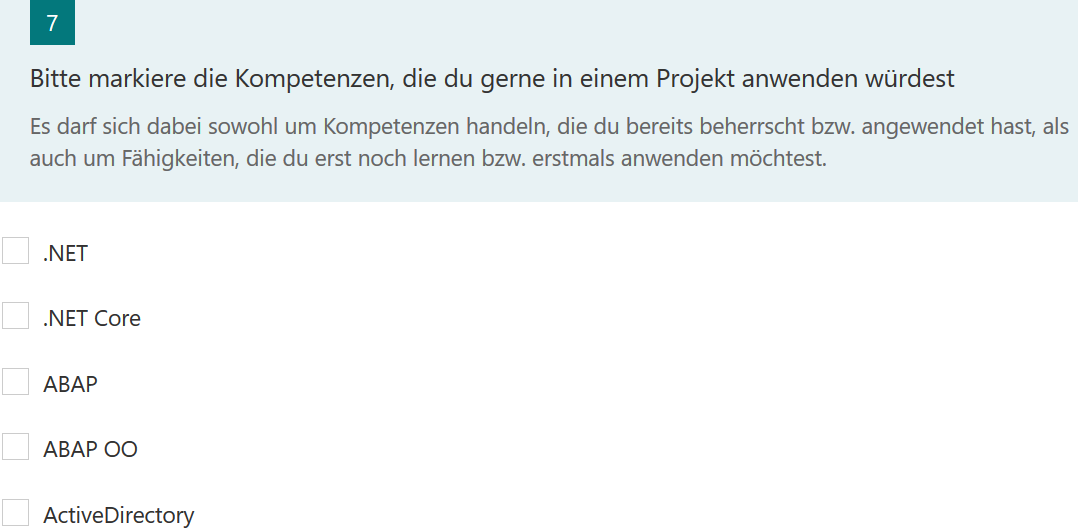 7
Bitte markiere die Kompetenzen, die du gerne in einem Projekt anwenden würdest
Es darf sich dabei sowohl um Kompetenzen handeln, die du bereits beherrscht bzw. angewendet hast, als
auch um Fähigkeiten, die du erst noch lernen bzw. erstmals anwenden möchtest.
.NET
.NET Core
ABAP
ABAP OO
ActiveDirectory